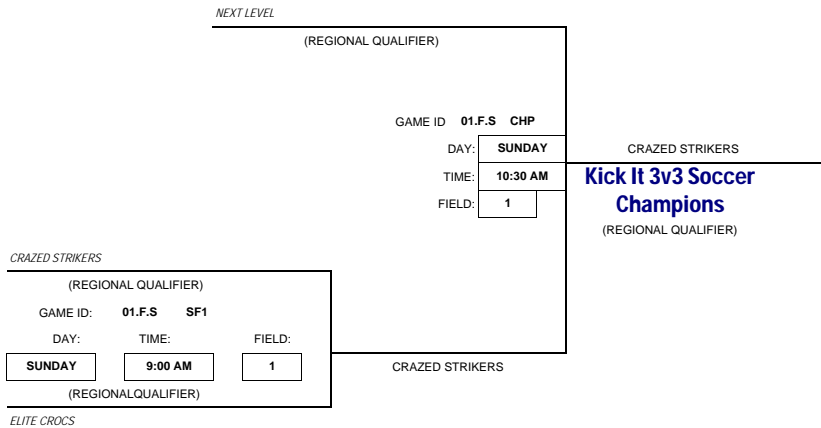 NEXT LEVEL
(REGIONAL QUALIFIER)
GAME ID 01.F.S CHP
DAY: SUNDAY
TIME: 10:30 AM
FIELD: 1
CRAZED STRIKERS
Kick It 3v3 Soccer
Champions
(REGIONAL QUALIFIER)
CRAZED STRIKERS
(REGIONAL QUALIFIER)
GAME ID: 01.F.S SF1
DAY: TIME: FIELD:
SUNDAY 9:00 AM 1
(REGIONALQUALIFIER)
ELITE CROCS
CRAZED STRIKERS